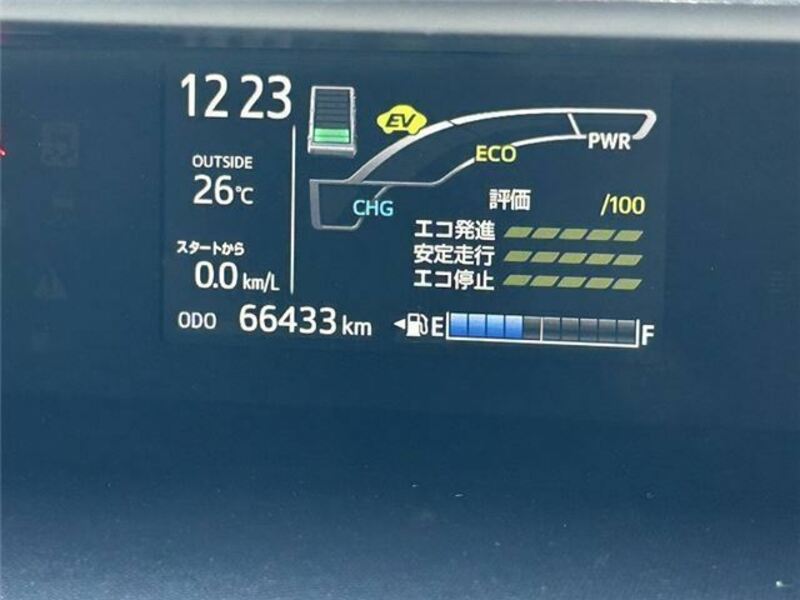 12 23
EV
PWR
ECO
OUTSIDE
26°C
CHG
評価 /100
エコ発進
安定走行
エコ停止
スタートから
0.0 km/L
ODO 66433 km
E F